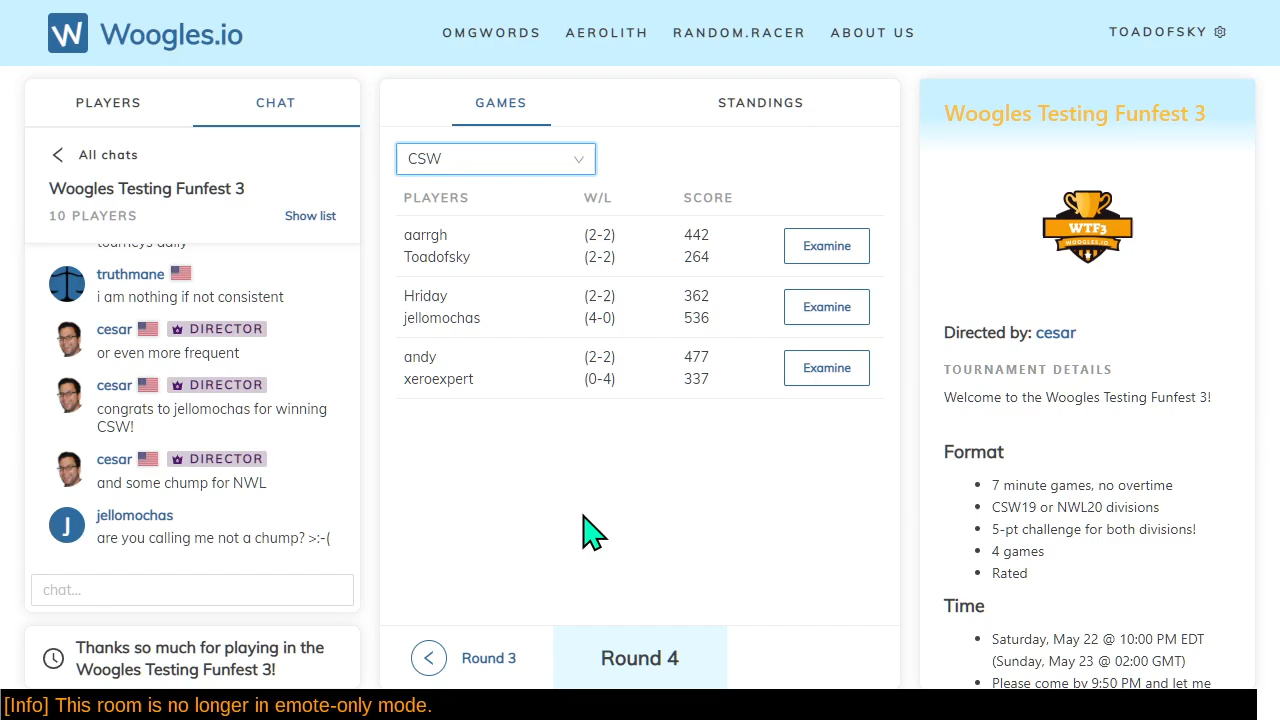 W Woogles.io
OMGWORDS AEROLITH RANDOM.RACER ABOUT US
TOADOFSKY
PLAYERS CHAT
All chats
Woogles Testing Funfest 3
10 PLAYERS Show list
tourneys daily
truthmane
i am nothing if not consistent
cesar DIRECTOR
or even more frequent
cesar DIRECTOR
congrats to jellomochas for winning
CSW!
cesar DIRECTOR
and some chump for NWL
J jellomochas
are you calling me not a chump? >:-(
chat...
Thanks so much for playing in the
Woogles Testing Funfest 3!
GAMES STANDINGS
CSW
PLAYERS W/L SCORE
aarrgh (2-2) 442
Toadofsky (2-2) 264
Examine
Hriday (2-2) 362
jellomochas (4-0) 536
Examine
andy (2-2) 477
xeroexpert (0-4) 337
Examine
Round 3 Round 4
Woogles Testing Funfest 3
WTF3
WOOGLES.IO
Directed by: cesar
TOURNAMENT DETAILS
Welcome to the Woogles Testing Funfest 3!
Format
7 minute games, no overtime
CSW19 or NWL20 divisions
5-pt challenge for both divisions!
4 games
Rated
Time
Saturday, May 22 @ 10:00 PM EDT
(Sunday, May 23 @ 02:00 GMT)
Please come by 9:50 PM and let me
[Info] This room is no longer in emote-only mode.